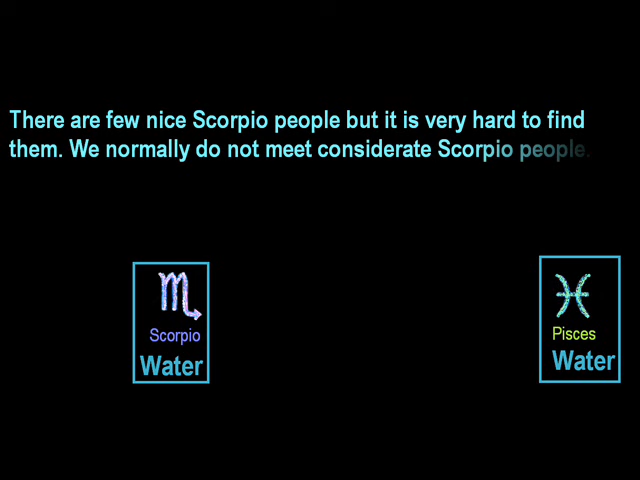 There are few nice Scorpio people but it is very hard to find
them. We normally do not meet considerate Scorpio people.
Scorpio
Water
Pisces
Water